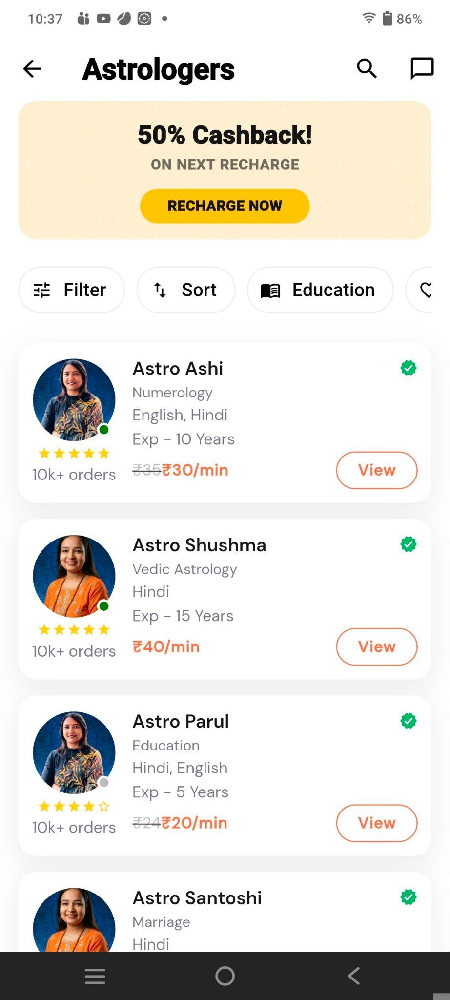 10:37
86%
Astrologers
50% Cashback!
ON NEXT RECHARGE
RECHARGE NOW
Filter
Sort
Education
Astro Ashi
Numerology
English, Hindi
Exp - 10 Years
10k+ orders
₹35₹30/min
View
Astro Shushma
Vedic Astrology
Hindi
Exp - 15 Years
10k+ orders
₹40/min
View
Astro Parul
Education
Hindi, English
Exp - 5 Years
10k+ orders
₹24₹20/min
View
Astro Santoshi
Marriage
Hindi